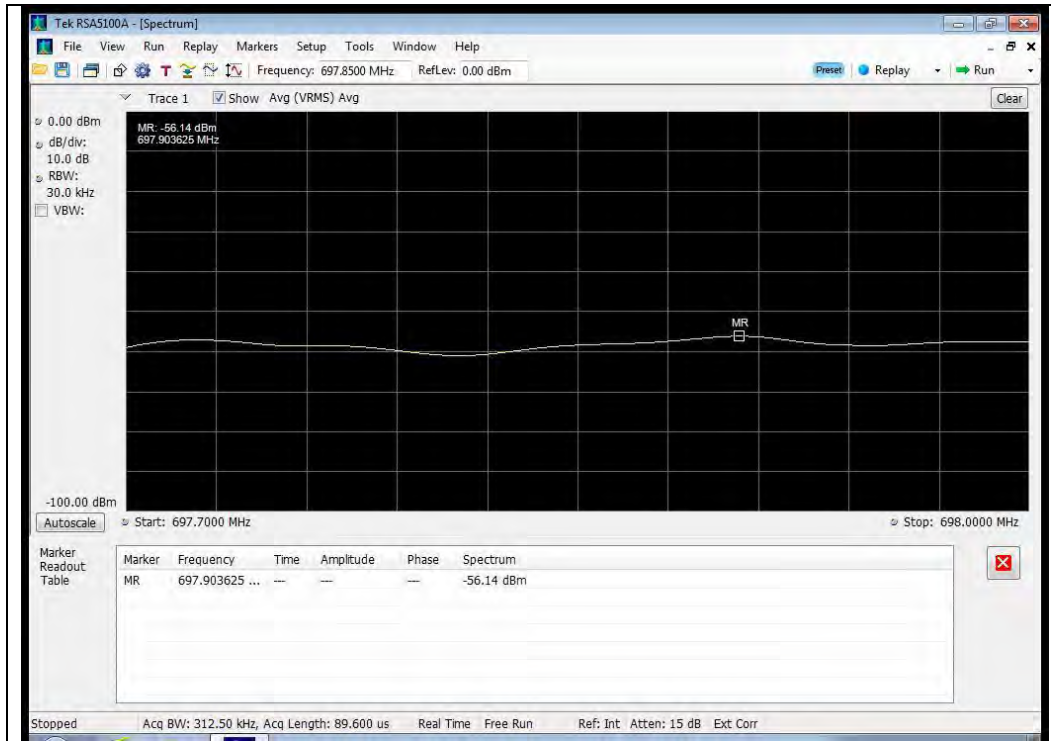 Tek RSA5100A - [Spectrum]
File View Run Replay Markers Setup Tools Window Help
T Frequency: 697.8500 MHz RefLev: 0.00 dBm Preset Replay Run
Trace 1 Show Avg (VRMS) Avg Clear
0.00 dBm
dB/div:
10.0 dB
RBW:
30.0 kHz
VBW:
MR: -56.14 dBm
697.903625 MHz
MR
-100.00 dBm
Autoscale Start: 697.7000 MHz Stop: 698.0000 MHz
Marker
Readout
Table
Marker Frequency Time Amplitude Phase Spectrum
MR 697.903625 ... --- --- --- -56.14 dBm
Stopped Acq BW: 312.50 kHz, Acq Length: 89.600 us Real Time Free Run Ref: Int Atten: 15 dB Ext Corr